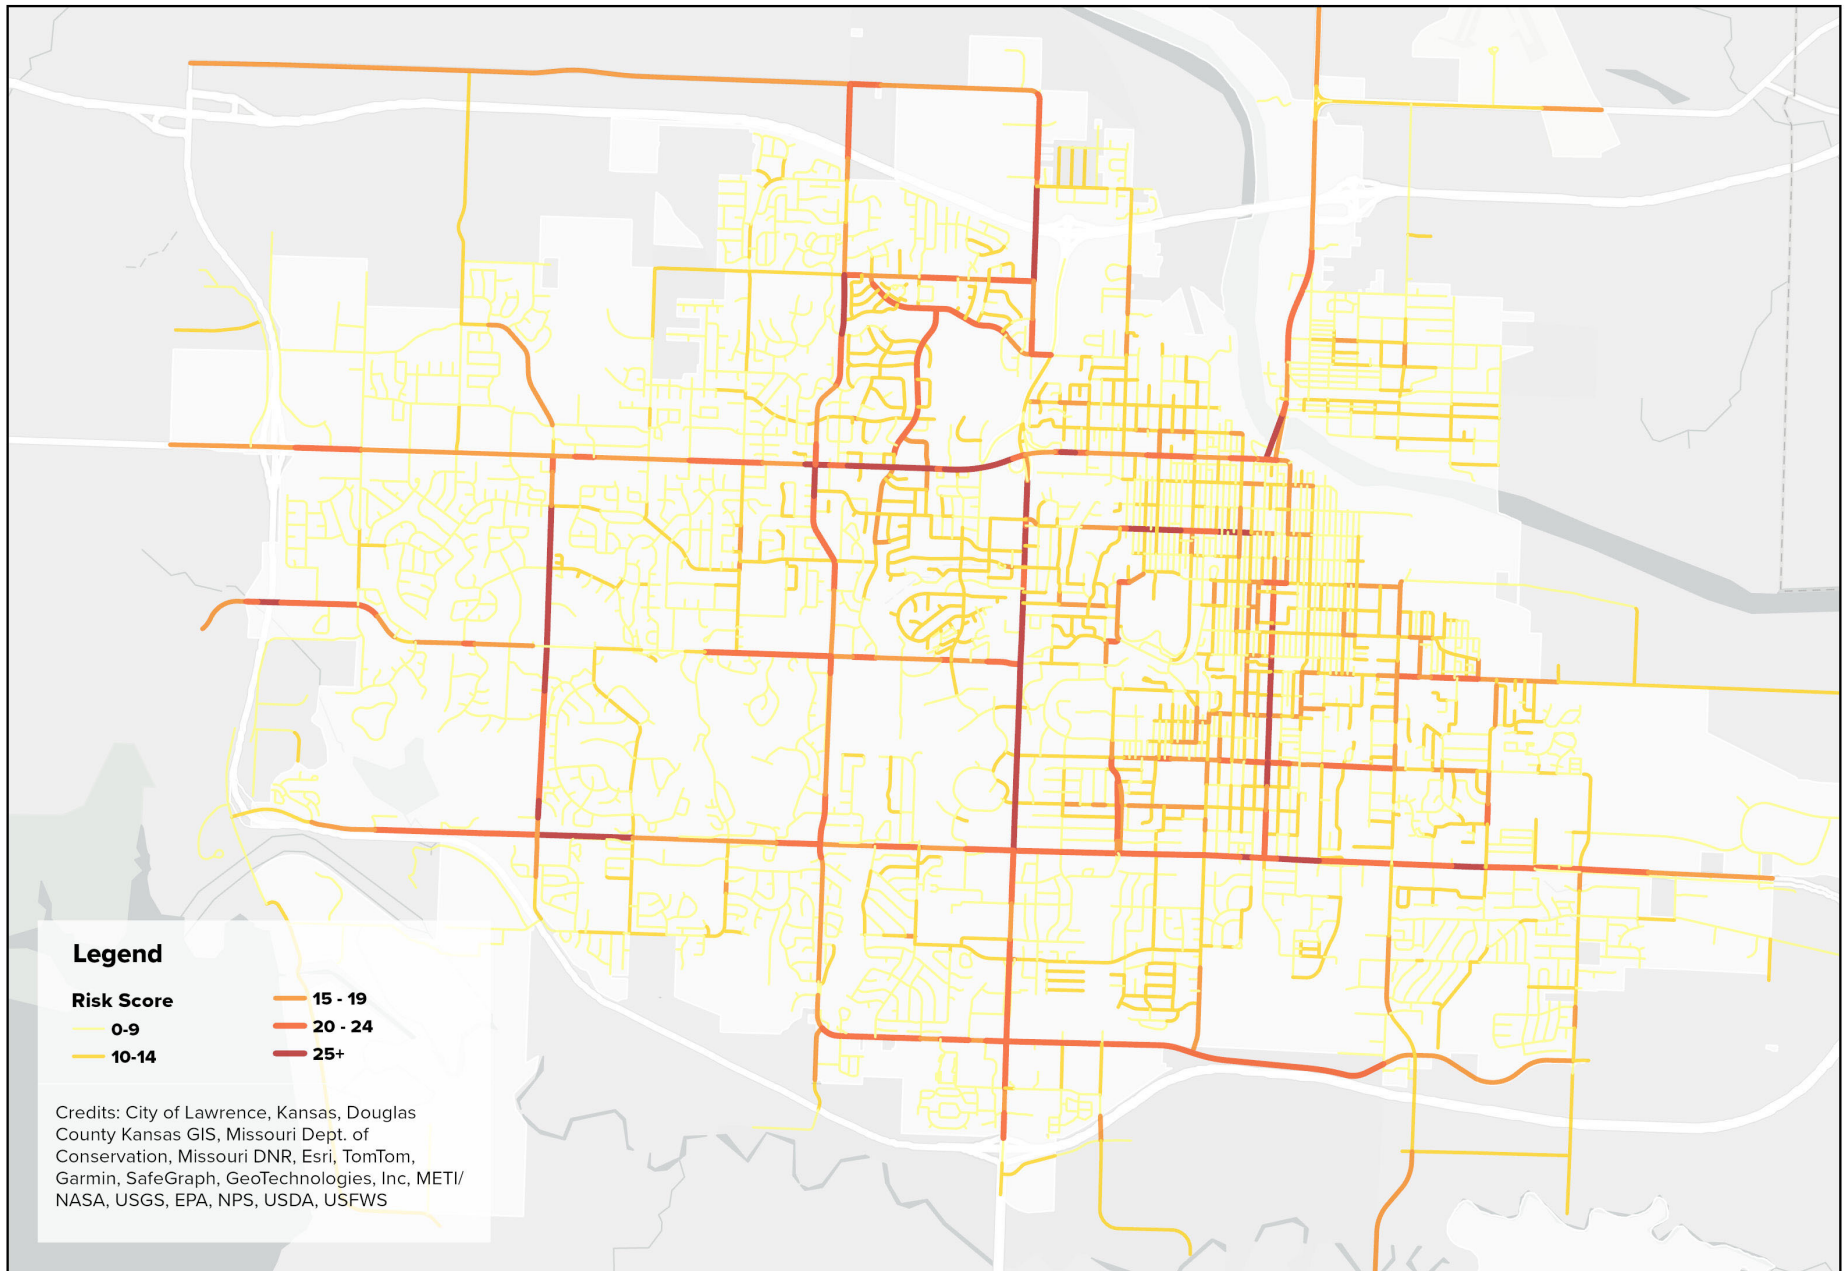 Legend
Risk Score
0-9
10-14
15 - 19
20 - 24
25+
Credits: City of Lawrence, Kansas, Douglas
County Kansas GIS, Missouri Dept. of
Conservation, Missouri DNR, Esri, TomTom,
Garmin, SafeGraph, GeoTechnologies, Inc, METI/
NASA, USGS, EPA, NPS, USDA, USFWS